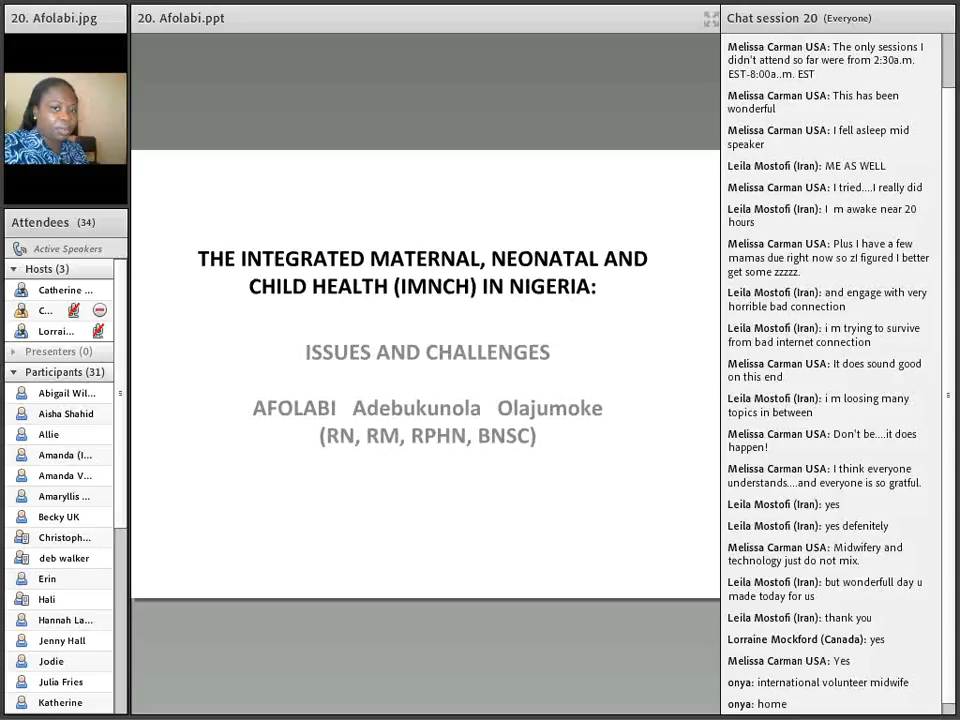 20. Afolabi.jpg
Attendees (34)
Active Speakers
Hosts (3)
Catherine ...
C...
Lorrai...
Presenters (0)
Participants (31)
Abigail Wil...
Aisha Shahid
Allie
Amanda (I...
Amanda V...
Amaryllis ...
Becky UK
Christoph...
deb walker
Erin
Hali
Hannah La...
Jenny Hall
Jodie
Julia Fries
Katherine
20. Afolabi.ppt
THE INTEGRATED MATERNAL, NEONATAL AND
CHILD HEALTH (IMNCH) IN NIGERIA:
ISSUES AND CHALLENGES
AFOLABI Adebukunola Olajumoke
(RN, RM, RPHN, BNSC)
Chat session 20 (Everyone)
Melissa Carman USA: The only sessions I
didn't attend so far were from 2:30a.m.
EST-8:00a..m. EST
Melissa Carman USA: This has been
wonderful
Melissa Carman USA: I fell asleep mid
speaker
Leila Mostofi (Iran): ME AS WELL
Melissa Carman USA: I tried....I really did
Leila Mostofi (Iran): I m awake near 20
hours
Melissa Carman USA: Plus I have a few
mamas due right now so zI figured I better
get some zzzzz.
Leila Mostofi (Iran): and engage with very
horrible bad connection
Leila Mostofi (Iran): i m trying to survive
from bad internet connection
Melissa Carman USA: It does sound good
on this end
Leila Mostofi (Iran): i m loosing many
topics in between
Melissa Carman USA: Don't be....it does
happen!
Melissa Carman USA: I think everyone
understands....and everyone is so gratful.
Leila Mostofi (Iran): yes
Leila Mostofi (Iran): yes defenitely
Melissa Carman USA: Midwifery and
technology just do not mix.
Leila Mostofi (Iran): but wonderfull day u
made today for us
Leila Mostofi (Iran): thank you
Lorraine Mockford (Canada): yes
Melissa Carman USA: Yes
onya: international volunteer midwife
onya: home